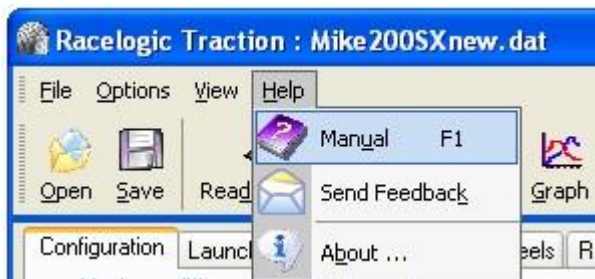 Racelogic Traction : Mike200SXnew.dat
File Options View Help
Manual F1
Open Save Read Graph
Send Feedback
Configuration Launc eels R
About ...